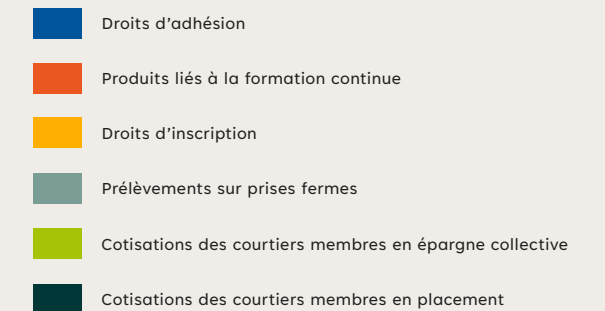 Droits d’adhésion
Produits liés à la formation continue
Droits d’inscription
Prélèvements sur prises fermes
Cotisations des courtiers membres en épargne collective
Cotisations des courtiers membres en placement